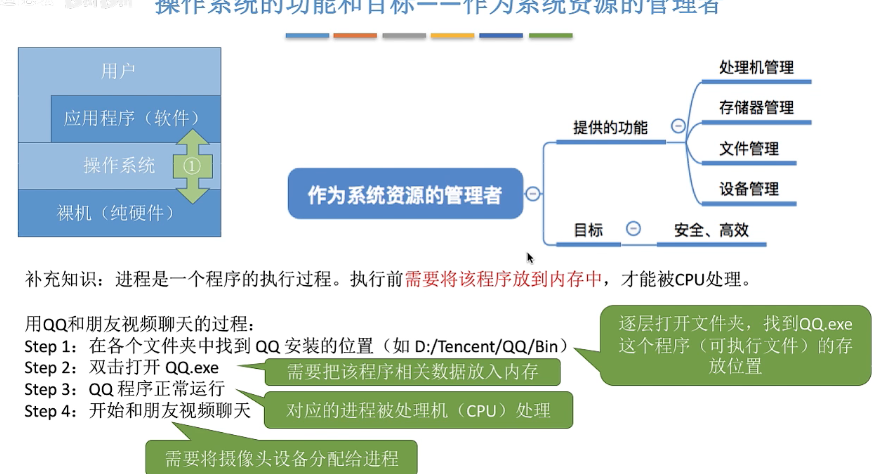 操作系统的功能和目标——作为系统资源的管理者
用户
应用程序（软件）
操作系统
①
裸机（纯硬件）
作为系统资源的管理者
提供的功能
处理机管理
存储器管理
文件管理
设备管理
目标
安全、高效
补充知识：进程是一个程序的执行过程。执行前需要将该程序放到内存中，才能被CPU处理。
用QQ和朋友视频聊天的过程：
Step 1：在各个文件夹中找到 QQ 安装的位置（如 D:/Tencent/QQ/Bin）
逐层打开文件夹，找到QQ.exe
这个程序（可执行文件）的存
放位置
Step 2：双击打开 QQ.exe
需要把该程序相关数据放入内存
Step 3：QQ 程序正常运行
对应的进程被处理机（CPU）处理
Step 4：开始和朋友视频聊天
需要将摄像头设备分配给进程